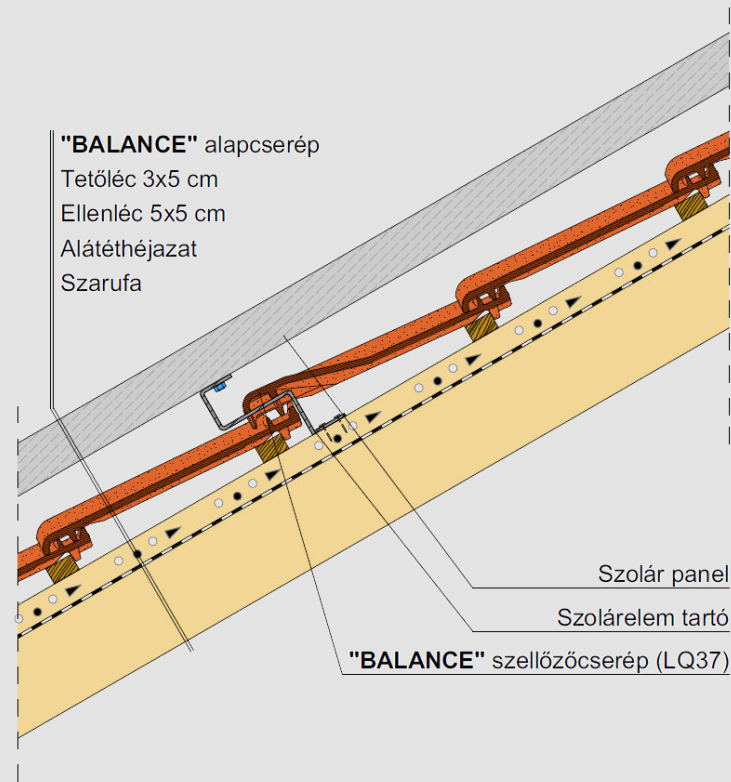 "BALANCE" alapcserép
Tetőléc 3x5 cm
Ellenléc 5x5 cm
Alátéthéjazat
Szarufa
Szolár panel
Szolárelem tartó
"BALANCE" szellőzőcserép (LQ37)